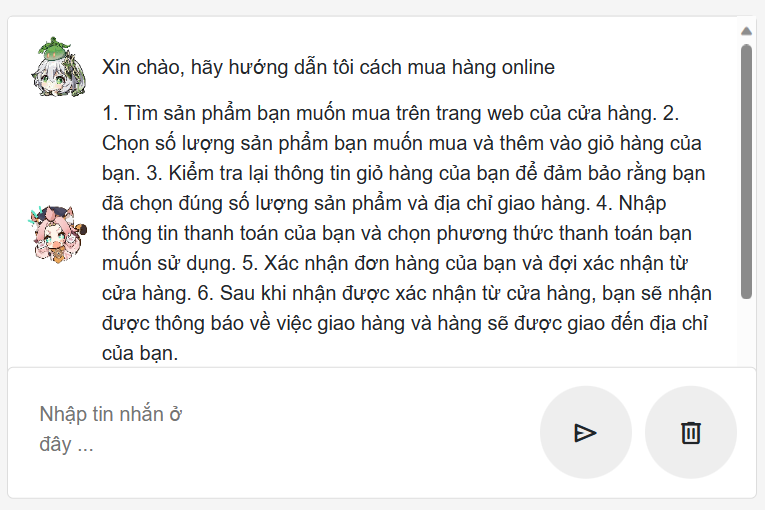 Xin chào, hãy hướng dẫn tôi cách mua hàng online
1. Tìm sản phẩm bạn muốn mua trên trang web của cửa hàng. 2.
Chọn số lượng sản phẩm bạn muốn mua và thêm vào giỏ hàng của
bạn. 3. Kiểm tra lại thông tin giỏ hàng của bạn để đảm bảo rằng bạn
đã chọn đúng số lượng sản phẩm và địa chỉ giao hàng. 4. Nhập
thông tin thanh toán của bạn và chọn phương thức thanh toán bạn
muốn sử dụng. 5. Xác nhận đơn hàng của bạn và đợi xác nhận từ
cửa hàng. 6. Sau khi nhận được xác nhận từ cửa hàng, bạn sẽ nhận
được thông báo về việc giao hàng và hàng sẽ được giao đến địa chỉ
của bạn.
Nhập tin nhắn ở
đây ...